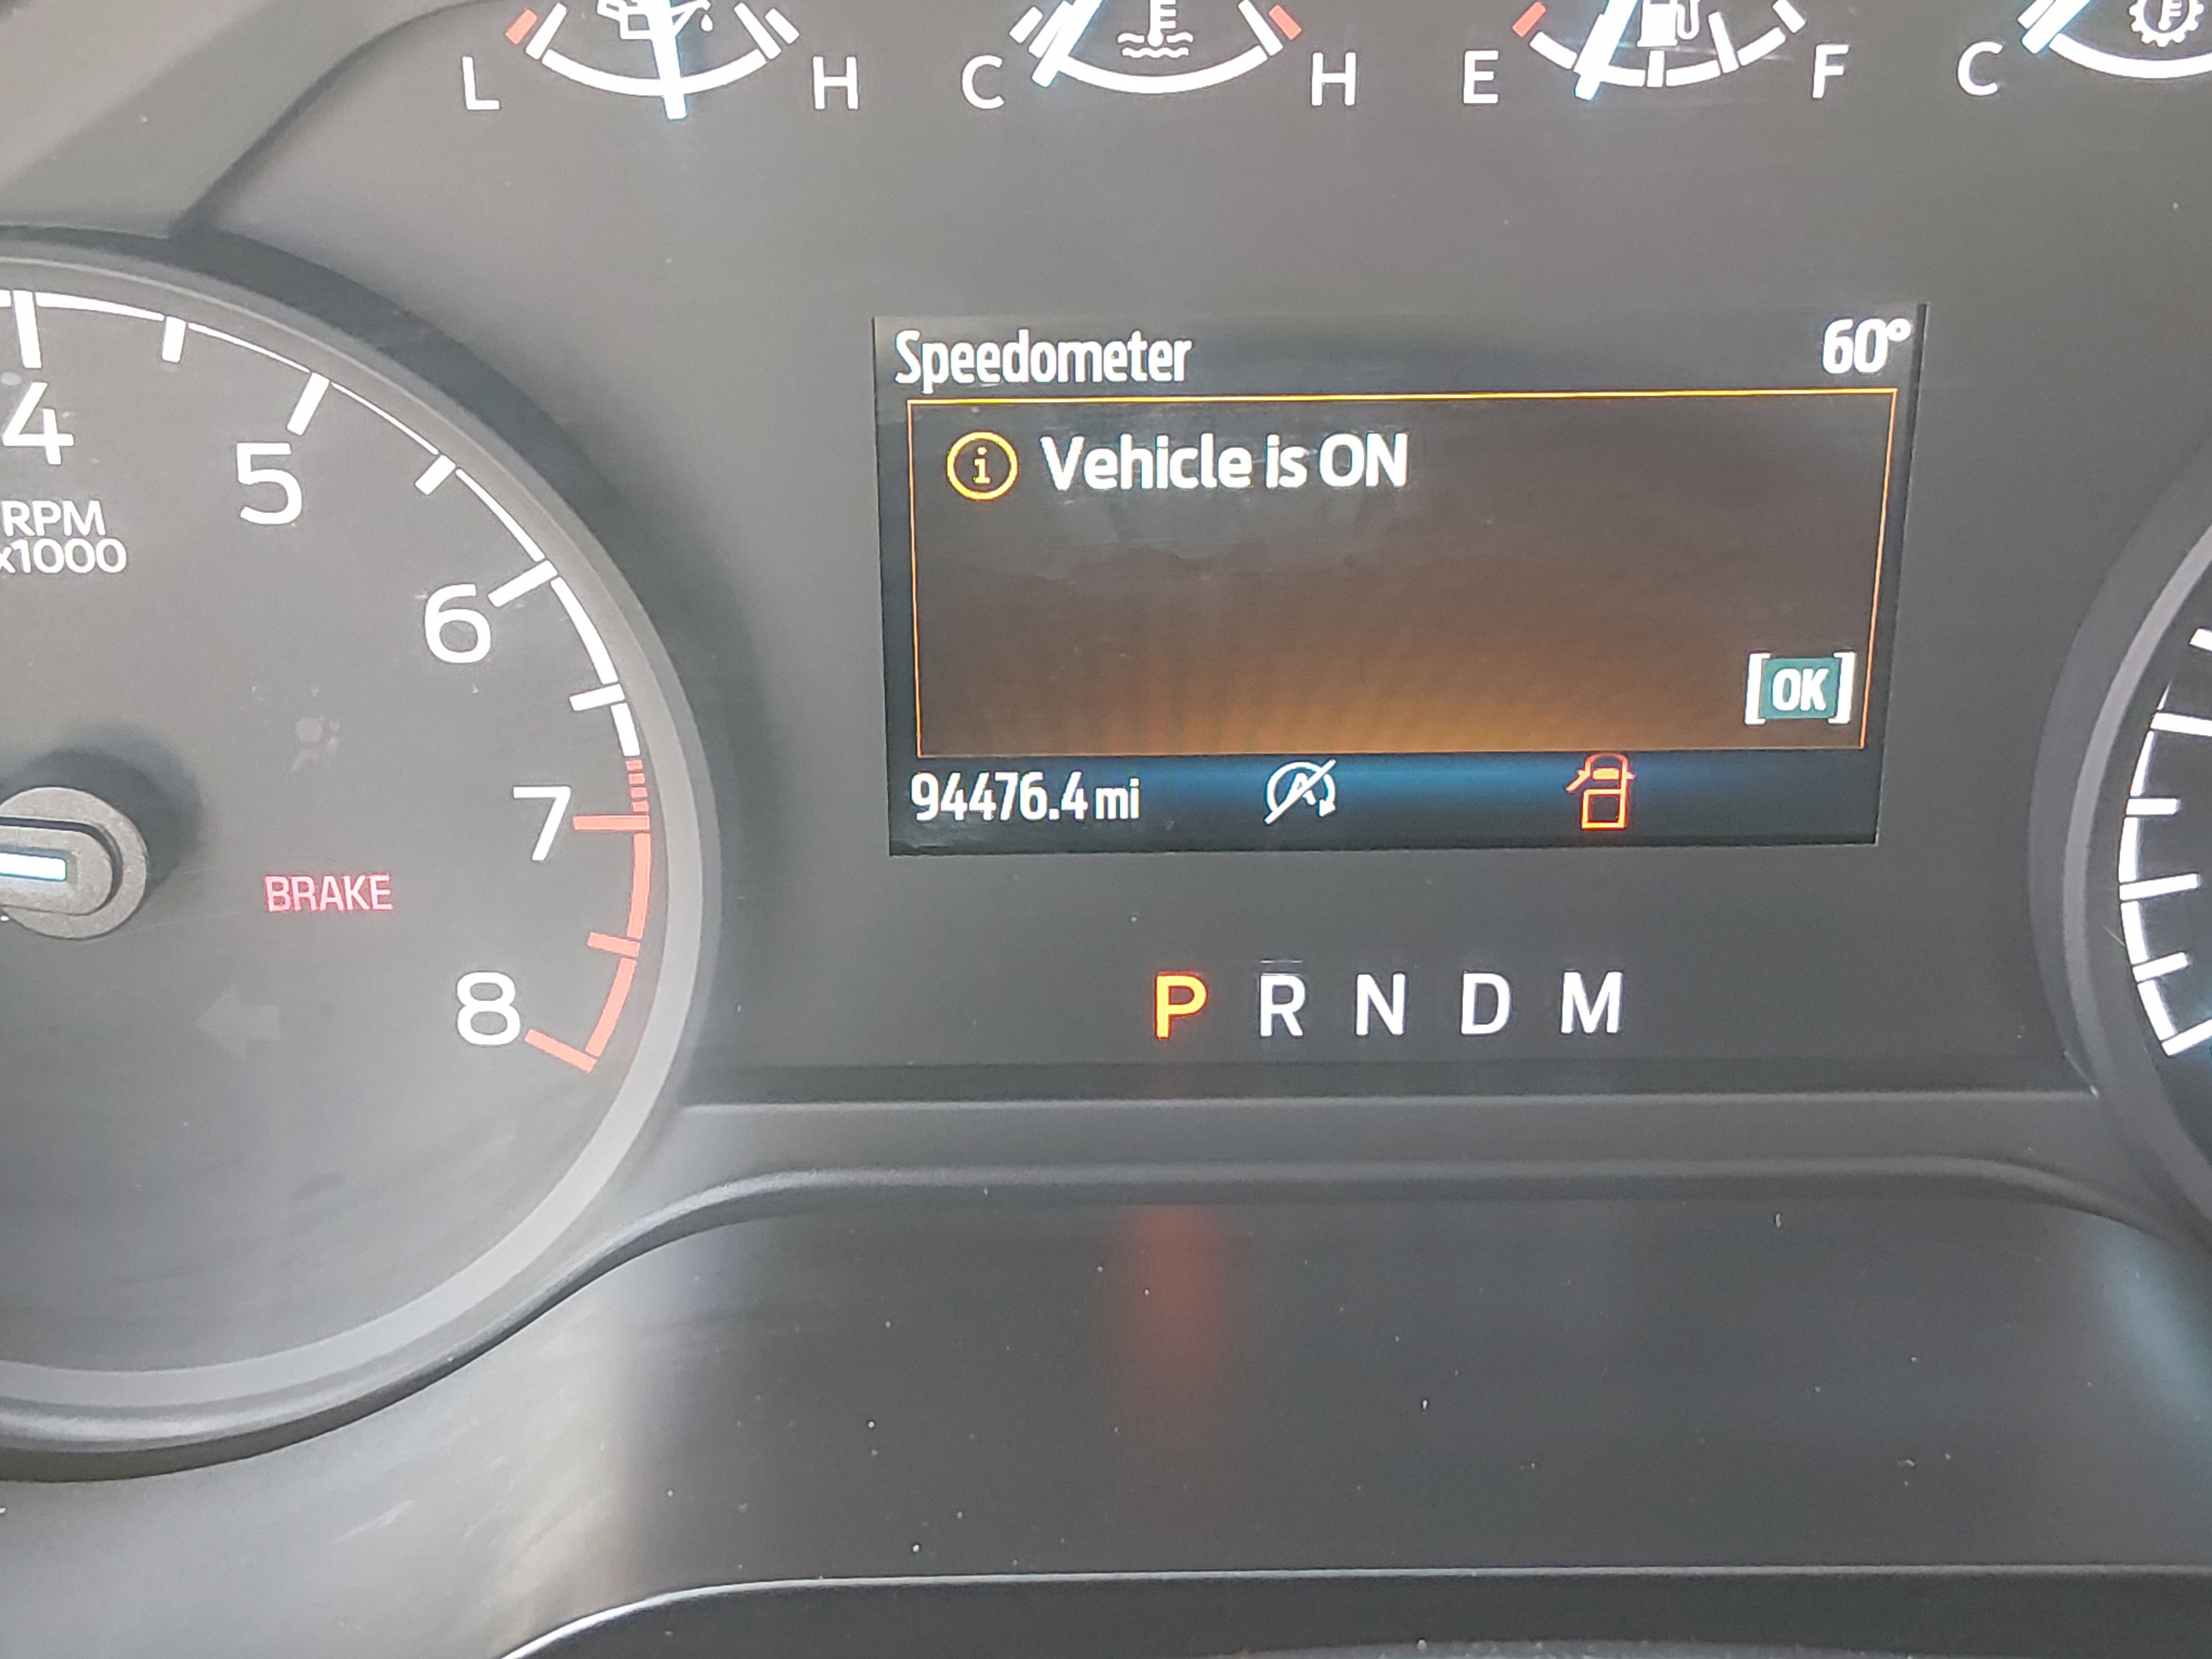 L H C H E F C
Speedometer 60°
Vehicle is ON
[OK]
94476.4 mi
4
5
RPM
x1000
6
7
BRAKE
8
P R N D M